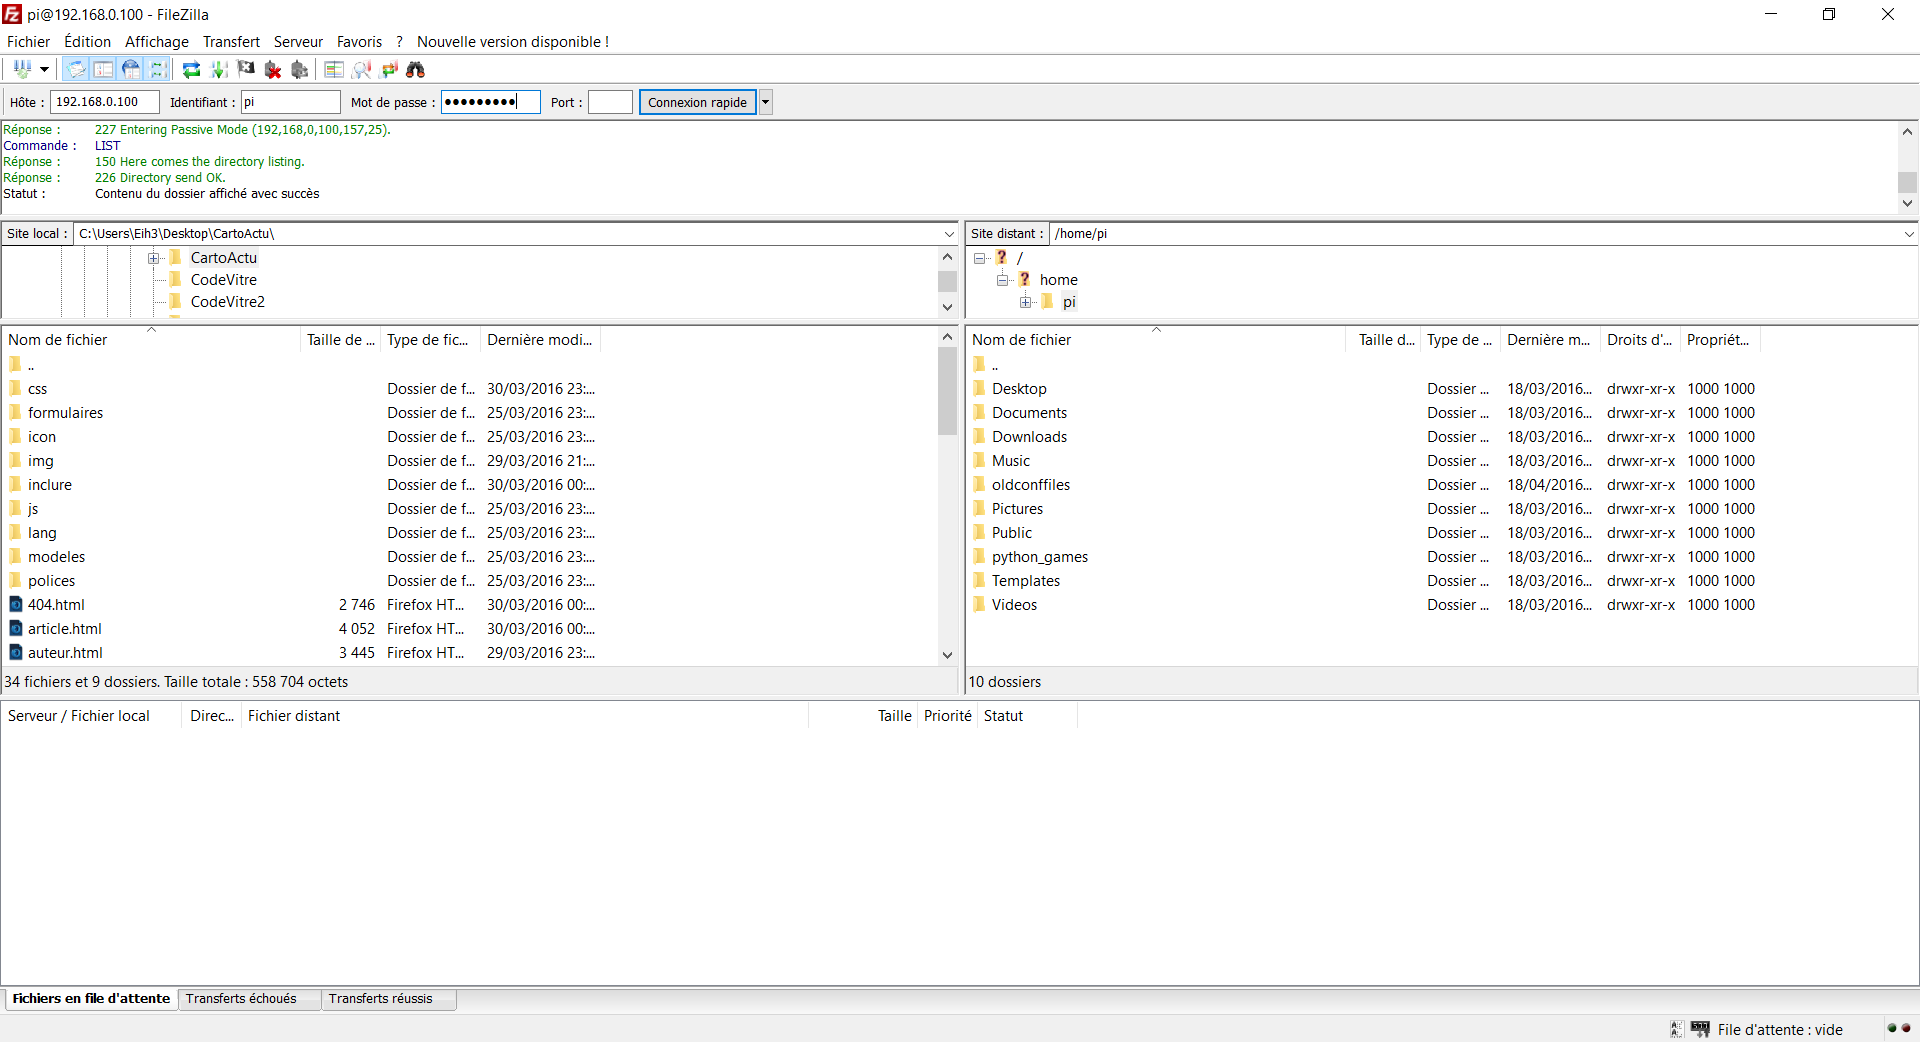 pi@192.168.0.100 - FileZilla
Fichier Édition Affichage Transfert Serveur Favoris ? Nouvelle version disponible !
Hôte : 192.168.0.100 Identifiant : pi Mot de passe : ●●●●●●●●● Port : Connexion rapide
Réponse : 227 Entering Passive Mode (192,168,0,100,157,25).
Commande : LIST
Réponse : 150 Here comes the directory listing.
Réponse : 226 Directory send OK.
Statut : Contenu du dossier affiché avec succès
Site local : C:\Users\Eih3\Desktop\CartoActu\
CartoActu
CodeVitre
CodeVitre2
Nom de fichier Taille de ... Type de fic... Dernière modi...
..
css Dossier de f... 30/03/2016 23:...
formulaires Dossier de f... 25/03/2016 23:...
icon Dossier de f... 25/03/2016 23:...
img Dossier de f... 29/03/2016 21:...
inclure Dossier de f... 30/03/2016 00:...
js Dossier de f... 25/03/2016 23:...
lang Dossier de f... 25/03/2016 23:...
modeles Dossier de f... 25/03/2016 23:...
polices Dossier de f... 25/03/2016 23:...
404.html 2 746 Firefox HT... 30/03/2016 00:...
article.html 4 052 Firefox HT... 30/03/2016 00:...
auteur.html 3 445 Firefox HT... 29/03/2016 23:...
34 fichiers et 9 dossiers. Taille totale : 558 704 octets
Site distant : /home/pi
/
home
pi
Nom de fichier Taille d... Type de ... Dernière m... Droits d'... Propriét...
..
Desktop Dossier ... 18/03/2016... drwxr-xr-x 1000 1000
Documents Dossier ... 18/03/2016... drwxr-xr-x 1000 1000
Downloads Dossier ... 18/03/2016... drwxr-xr-x 1000 1000
Music Dossier ... 18/03/2016... drwxr-xr-x 1000 1000
oldconffiles Dossier ... 18/04/2016... drwxr-xr-x 1000 1000
Pictures Dossier ... 18/03/2016... drwxr-xr-x 1000 1000
Public Dossier ... 18/03/2016... drwxr-xr-x 1000 1000
python_games Dossier ... 18/03/2016... drwxr-xr-x 1000 1000
Templates Dossier ... 18/03/2016... drwxr-xr-x 1000 1000
Videos Dossier ... 18/03/2016... drwxr-xr-x 1000 1000
10 dossiers
Serveur / Fichier local Direc... Fichier distant Taille Priorité Statut
Fichiers en file d'attente Transferts échoués Transferts réussis
File d'attente : vide